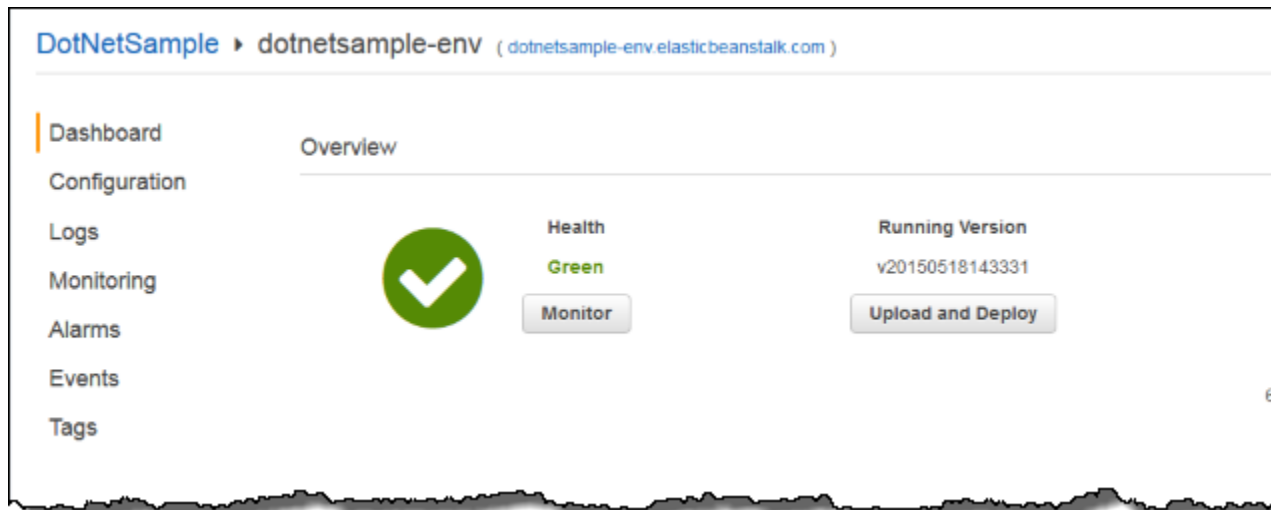 DotNetSample ▸ dotnetsample-env ( dotnetsample-env.elasticbeanstalk.com )
Dashboard
Configuration
Logs
Monitoring
Alarms
Events
Tags
Overview
Health
Green
Monitor
Running Version
v20150518143331
Upload and Deploy